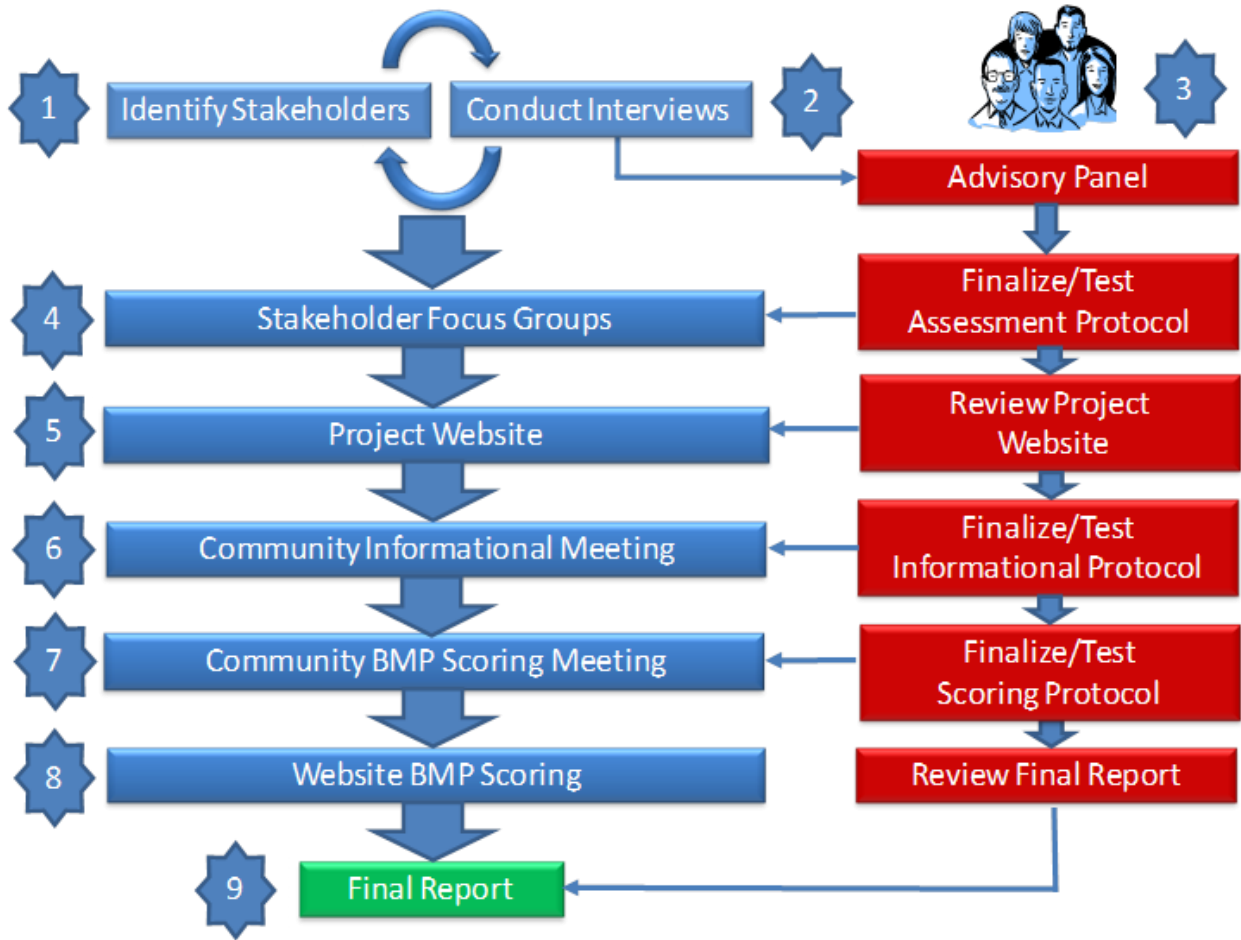 1
Identify Stakeholders
Conduct Interviews
2
3
Advisory Panel
4
Stakeholder Focus Groups
Finalize/Test
Assessment Protocol
5
Project Website
Review Project
Website
6
Community Informational Meeting
Finalize/Test
Informational Protocol
7
Community BMP Scoring Meeting
Finalize/Test
Scoring Protocol
8
Website BMP Scoring
Review Final Report
9
Final Report